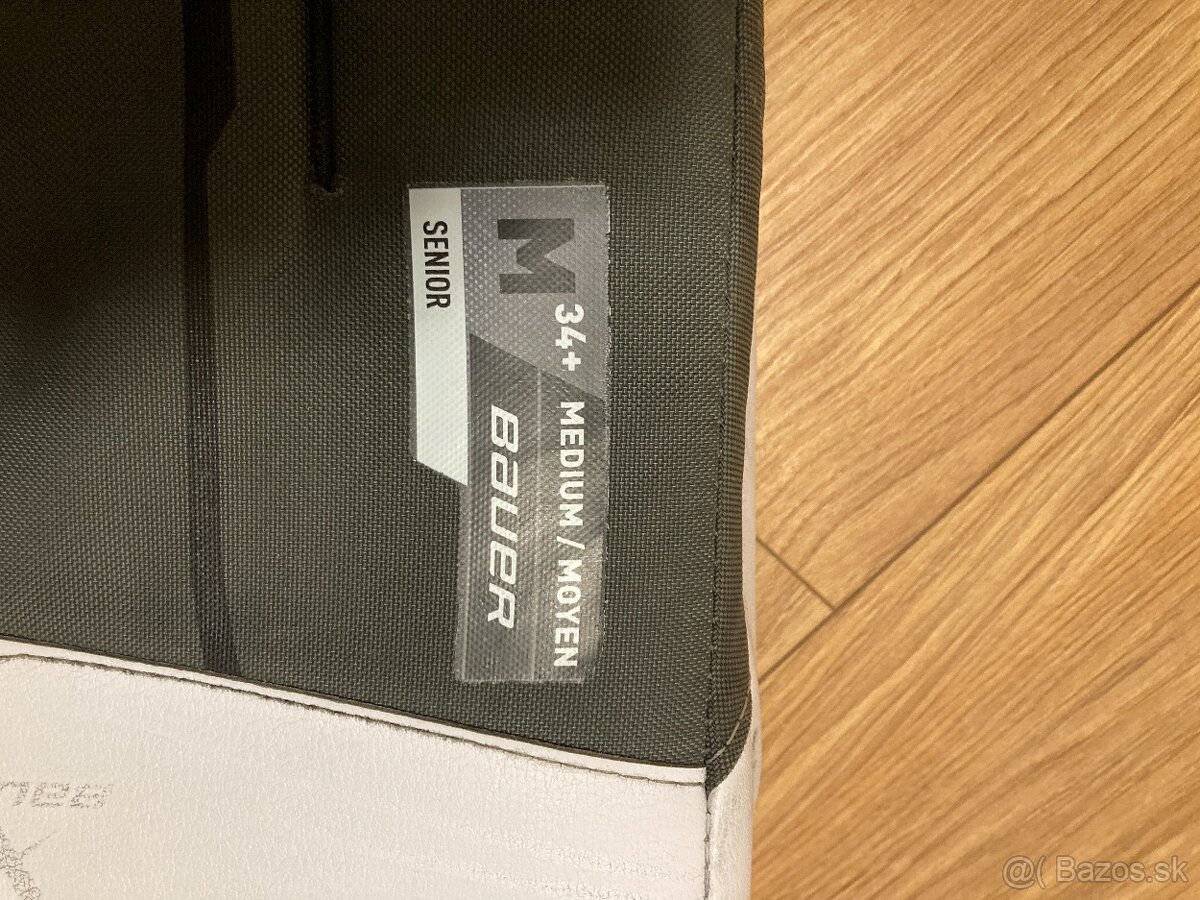 M 34+ MEDIUM / MOYEN
BAUER
SENIOR
@( Bazos.sk